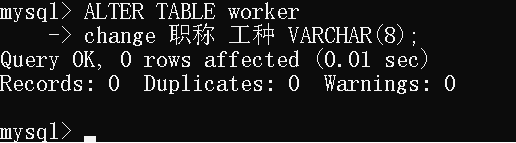 mysql> ALTER TABLE worker
-> change 职称 工种 VARCHAR(8);
Query OK, 0 rows affected (0.01 sec)
Records: 0  Duplicates: 0  Warnings: 0
mysql>